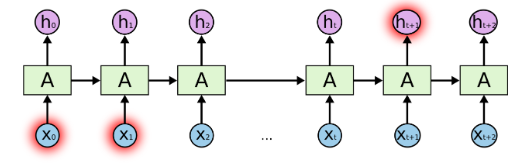 h₀ h₁ h₂ hₜ hₜ₊₁ hₜ₊₂
A A A A A A
x₀ x₁ x₂ ... xₜ xₜ₊₁ xₜ₊₂